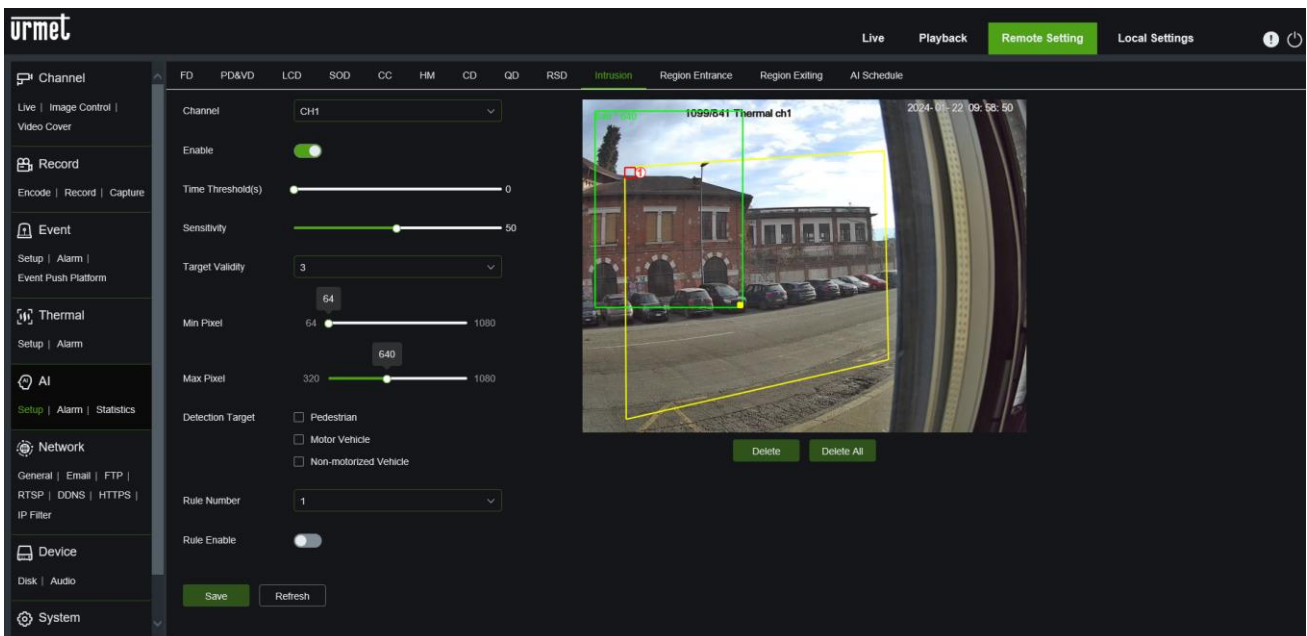 urmet
Live Playback Remote Setting Local Settings
Channel
Live | Image Control |
Video Cover
Record
Encode | Record | Capture
Event
Setup | Alarm |
Event Push Platform
Thermal
Setup | Alarm
AI
Setup | Alarm | Statistics
Network
General | Email | FTP |
RTSP | DDNS | HTTPS |
IP Filter
Device
Disk | Audio
System
FD PD&VD LCD SOD CC HM CD QD RSD Intrusion Region Entrance Region Exiting AI Schedule
Channel CH1
Enable
Time Threshold(s) 0
Sensitivity 50
Target Validity 3
64
Min Pixel 64 1080
640
Max Pixel 320 1080
Detection Target Pedestrian
Motor Vehicle
Non-motorized Vehicle
Rule Number 1
Rule Enable
Save Refresh
1099/841 Thermal ch1 2024-01-22 09:58:50
1
Delete Delete All